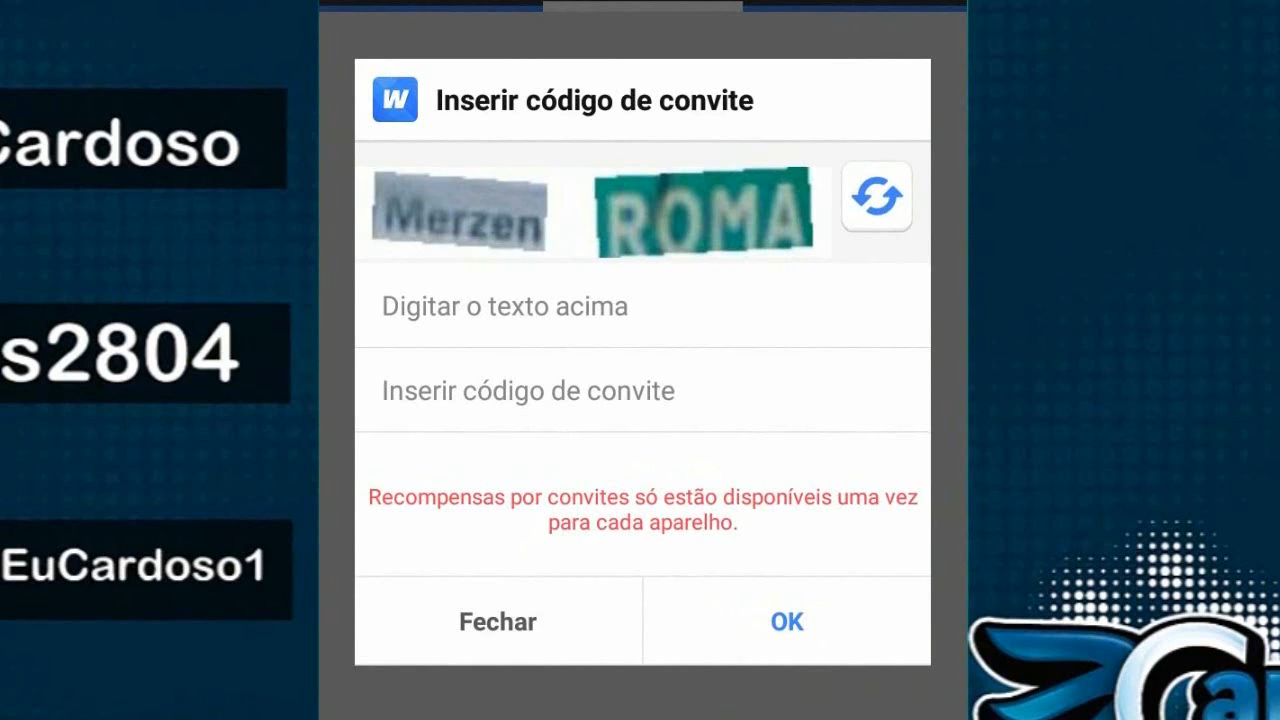 Cardoso
s2804
EuCardoso1
W Inserir código de convite
Merzen ROMA
Digitar o texto acima
Inserir código de convite
Recompensas por convites só estão disponíveis uma vez
para cada aparelho.
Fechar OK
Ca